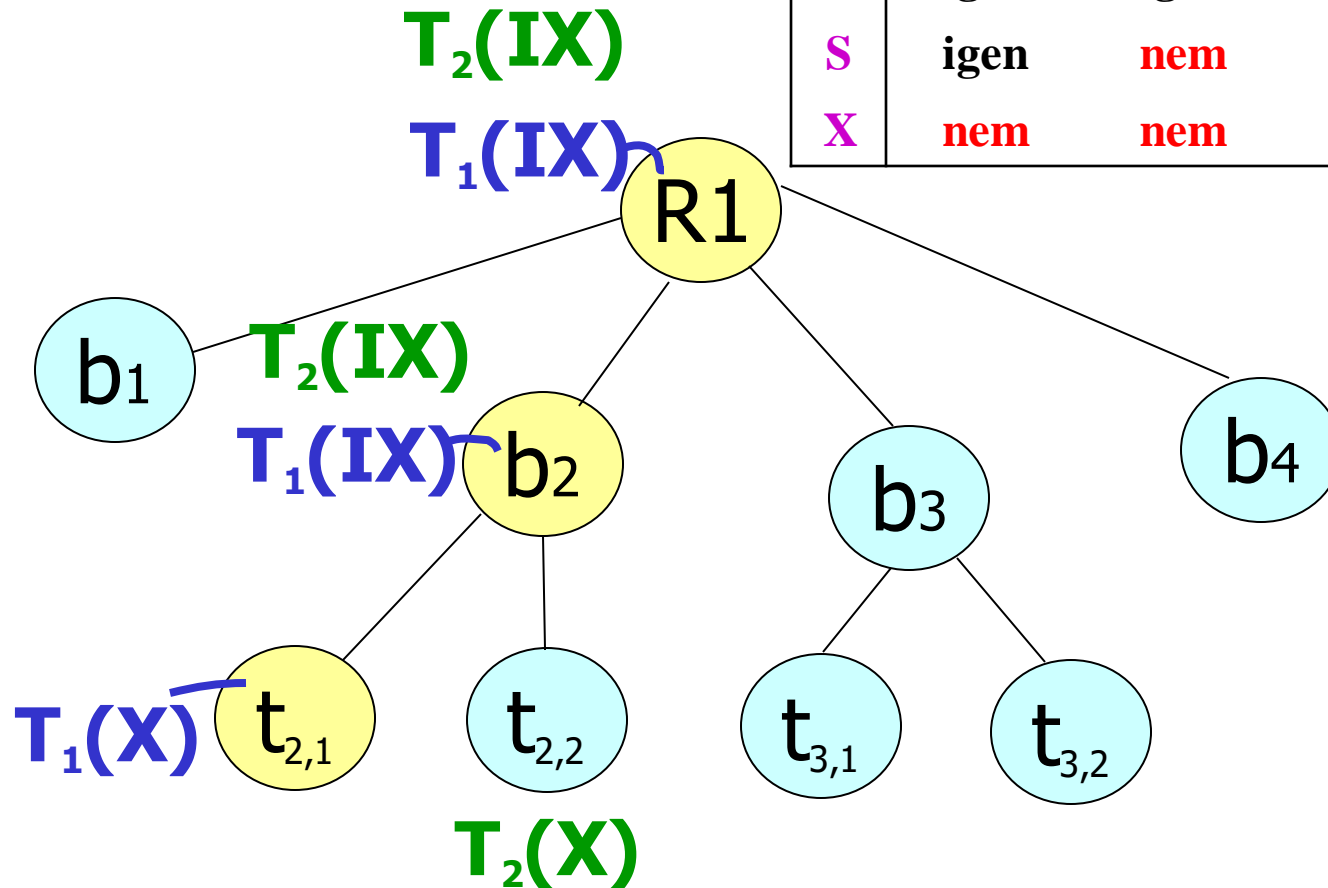 T₂(IX)
S igen nem
T₁(IX)
X nem nem
R1
b1
T₂(IX)
T₁(IX)
b2
b3
b4
T₁(X)
t2,1
t2,2
t3,1
t3,2
T₂(X)